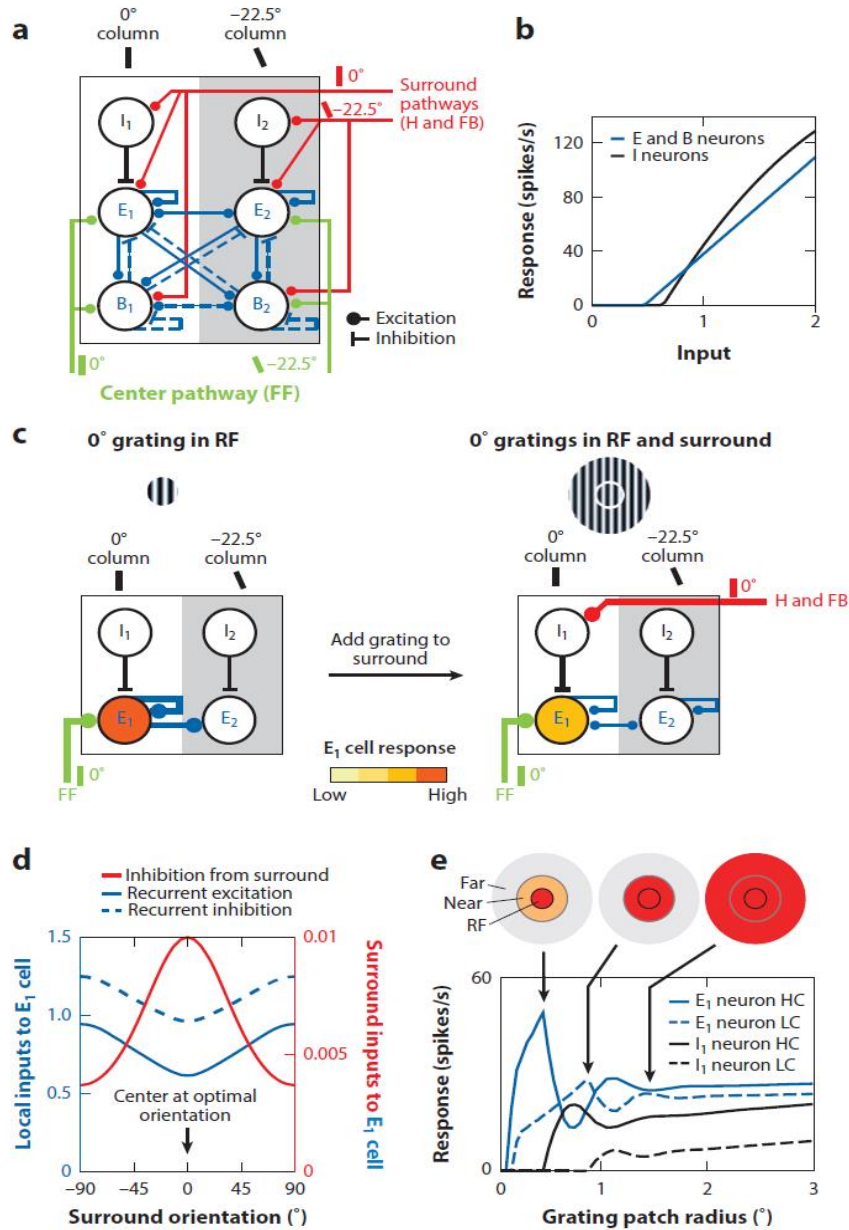 a
0°
column
−22.5°
column
0°
Surround
pathways
(H and FB)
−22.5°
I1
I2
E1
E2
B1
B2
Excitation
Inhibition
0°
−22.5°
Center pathway (FF)
b
Response (spikes/s)
120
80
40
0
E and B neurons
I neurons
0
1
2
Input
c
0° grating in RF
0° gratings in RF and surround
0°
column
−22.5°
column
I1
I2
E1
E2
FF
0°
Add grating to
surround
E1 cell response
Low
High
0°
column
−22.5°
column
0°
H and FB
I1
I2
E1
E2
FF
0°
d
Inhibition from surround
Recurrent excitation
Recurrent inhibition
Local inputs to E1 cell
1.5
1.0
0.5
0
Surround inputs to E1 cell
0.01
0.005
0
Center at optimal
orientation
−90
−45
0
45
90
Surround orientation (°)
e
Far
Near
RF
Response (spikes/s)
60
0
E1 neuron HC
E1 neuron LC
I1 neuron HC
I1 neuron LC
0
1
2
3
Grating patch radius (°)